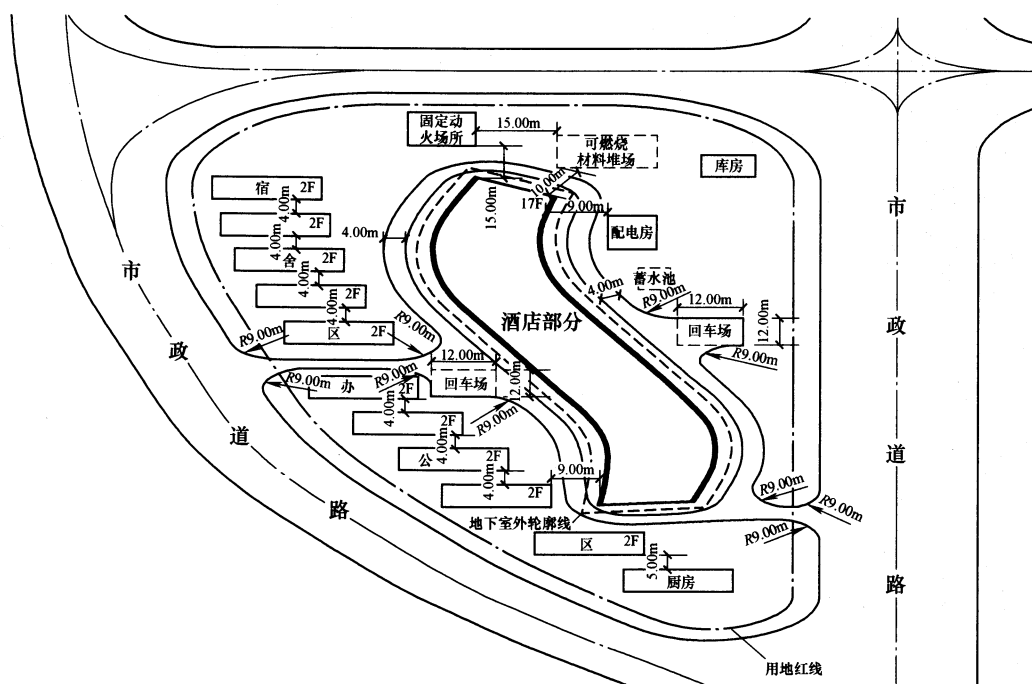 固定动
火场所
15.00m
可燃烧
材料堆场
库房
10.00m
15.00m
17F
9.00m
配电房
宿 2F
4.00m
2F
4.00m
舍 2F
4.00m
2F
4.00m
区 2F
4.00m
蓄水池
4.00m
R9.00m
12.00m
回车场
12.00m
R9.00m
酒店部分
R9.00m
R9.00m
12.00m
回车场
12.00m
R9.00m
R9.00m
R9.00m
办 2F
4.00m
2F
4.00m
公 2F
4.00m
2F
9.00m
地下室外轮廓线
区 2F
5.00m
厨房
R9.00m
R9.00m
R9.00m
用地红线
市
政
道
路
市
政
道
路